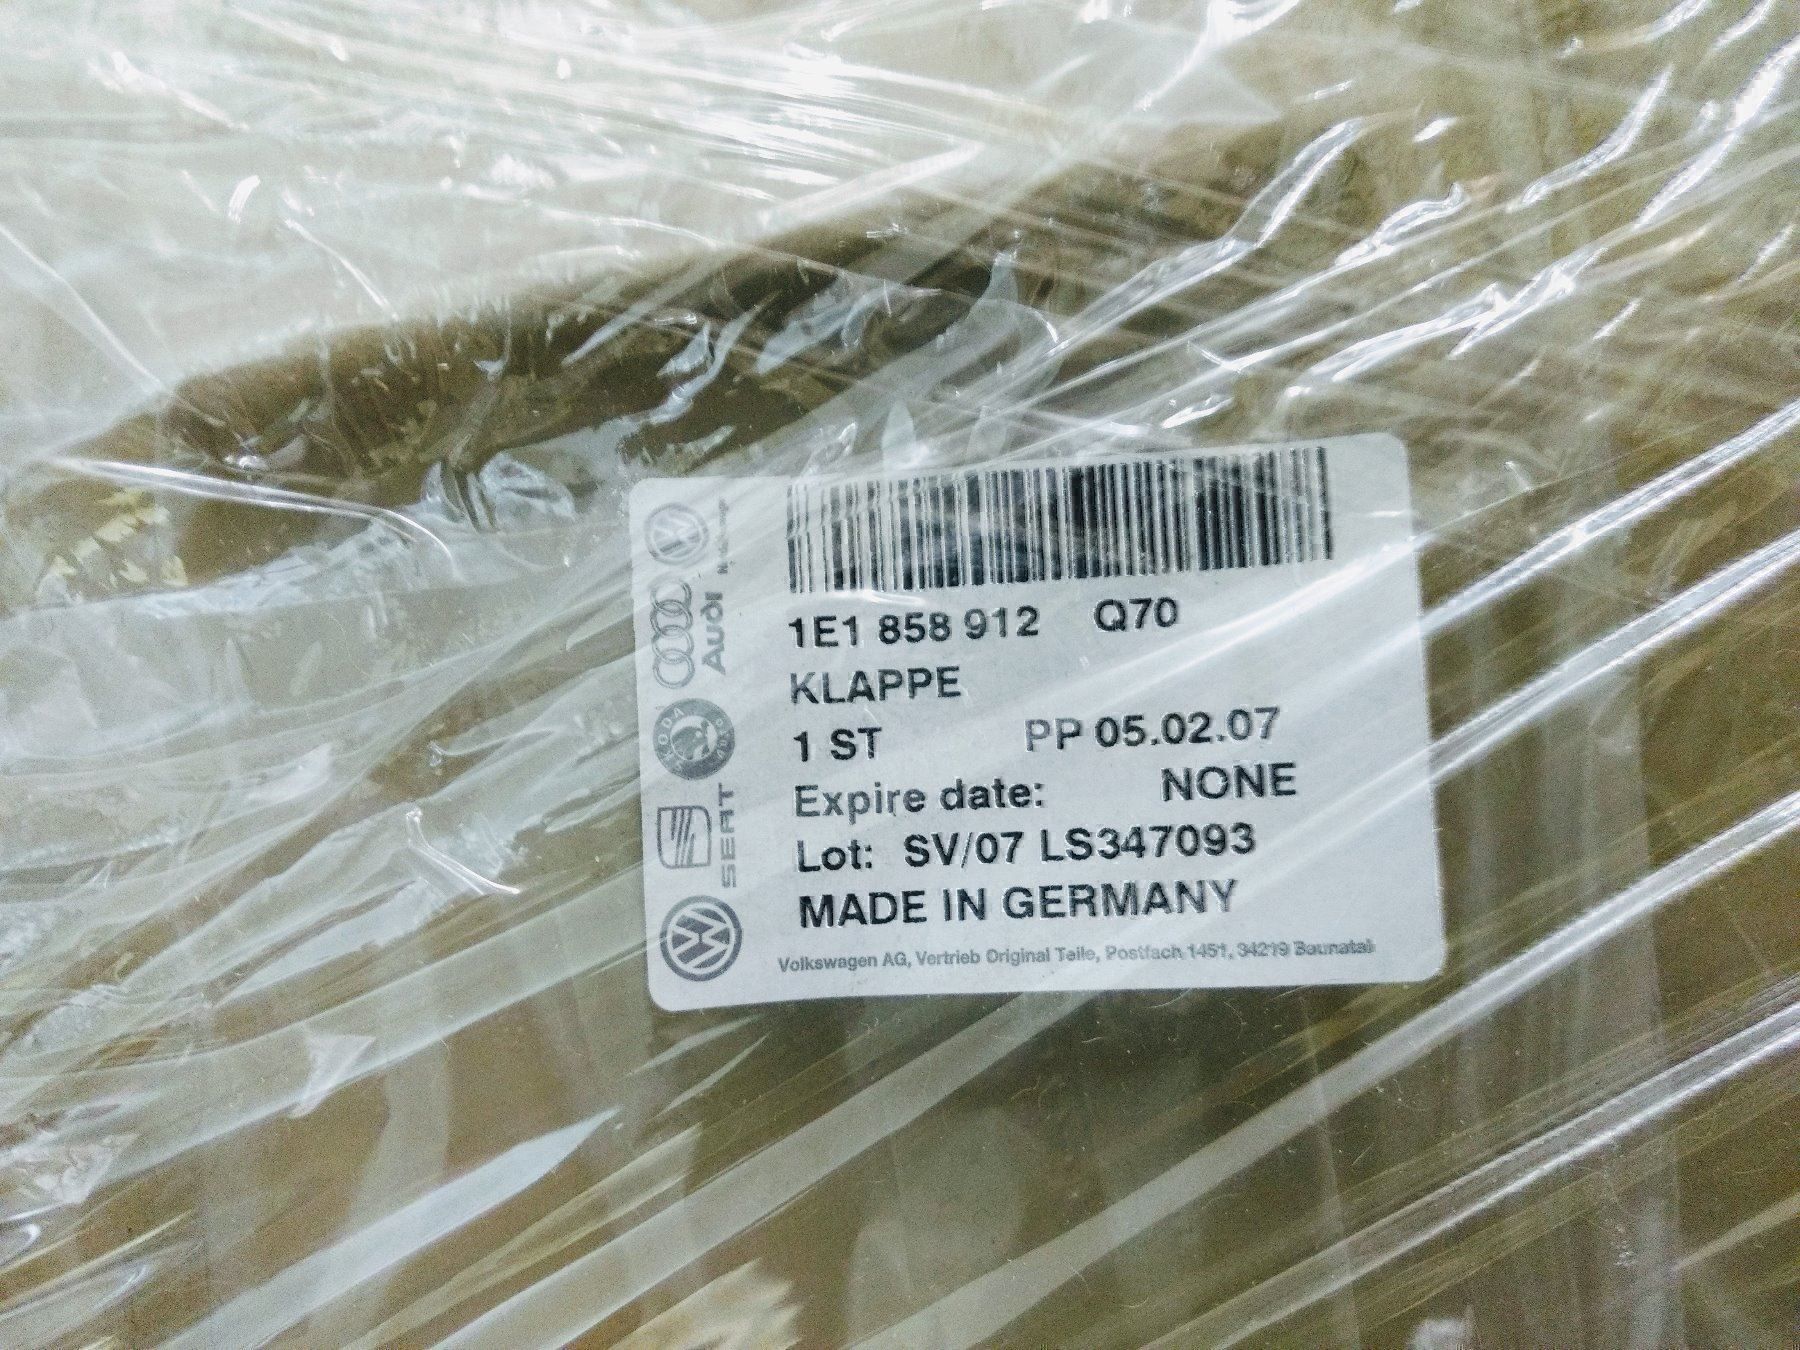 1E1 858 912 Q70
KLAPPE
1 ST PP 05.02.07
Expire date: NONE
Lot: SV/07 LS347093
MADE IN GERMANY
Volkswagen AG, Vertrieb Original Teile, Postfach 1451, 34219 Baunatal
Audi
SKODA
SEAT